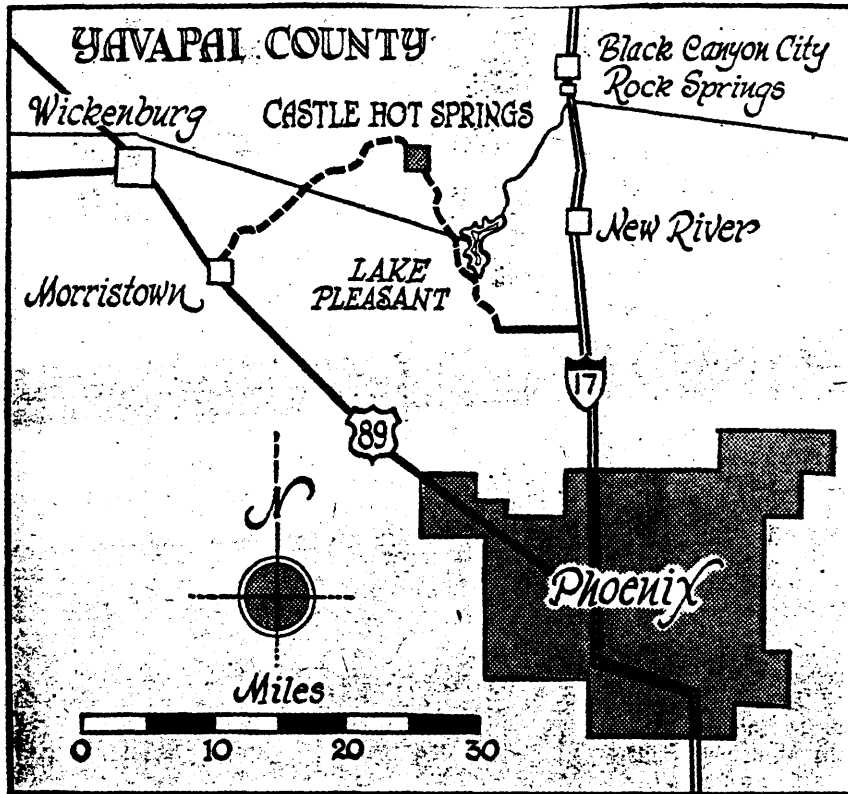 YAVAPAI COUNTY
Black Canyon City
Rock Springs
Wickenburg
CASTLE HOT SPRINGS
New River
LAKE
PLEASANT
Morristown
17
89
N
Phoenix
Miles
0 10 20 30